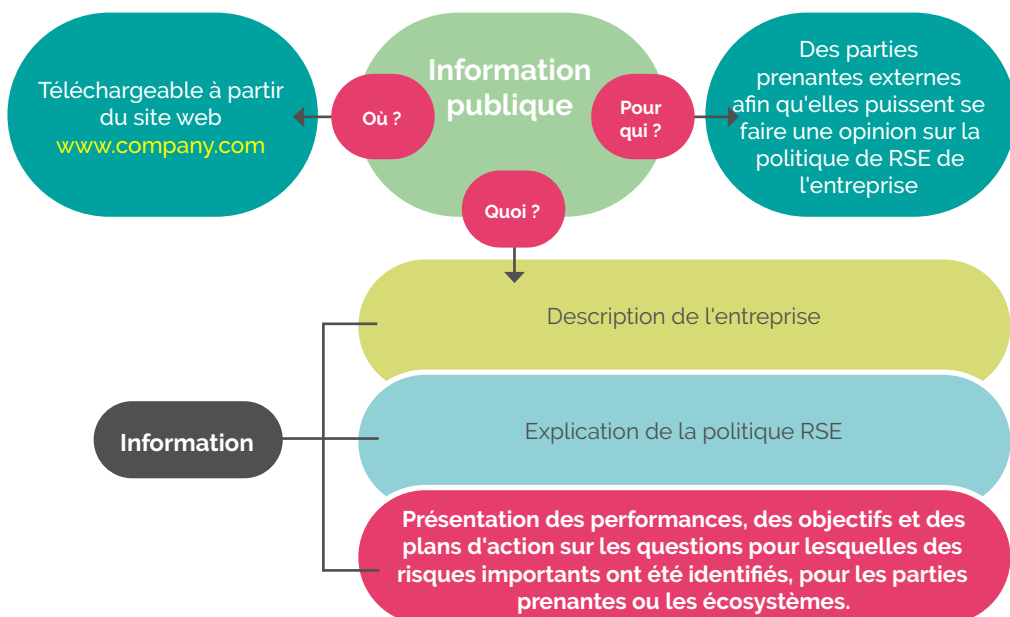 Information
publique
Téléchargeable à partir
du site web
www.company.com
Où ?
Pour
qui ?
Des parties
prenantes externes
afin qu'elles puissent se
faire une opinion sur la
politique de RSE de
l'entreprise
Quoi ?
Description de l'entreprise
Information
Explication de la politique RSE
Présentation des performances, des objectifs et des
plans d'action sur les questions pour lesquelles des
risques importants ont été identifiés, pour les parties
prenantes ou les écosystèmes.